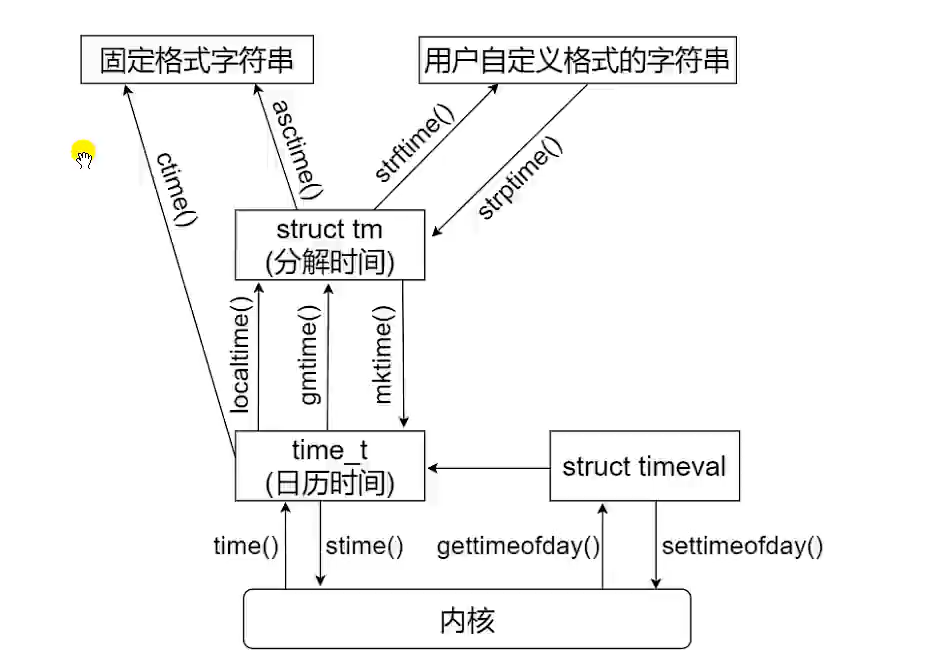 固定格式字符串
用户自定义格式的字符串
ctime()
asctime()
strftime()
strptime()
struct tm
(分解时间)
localtime()
gmtime()
mktime()
time_t
(日历时间)
struct timeval
time()
stime()
gettimeofday()
settimeofday()
内核